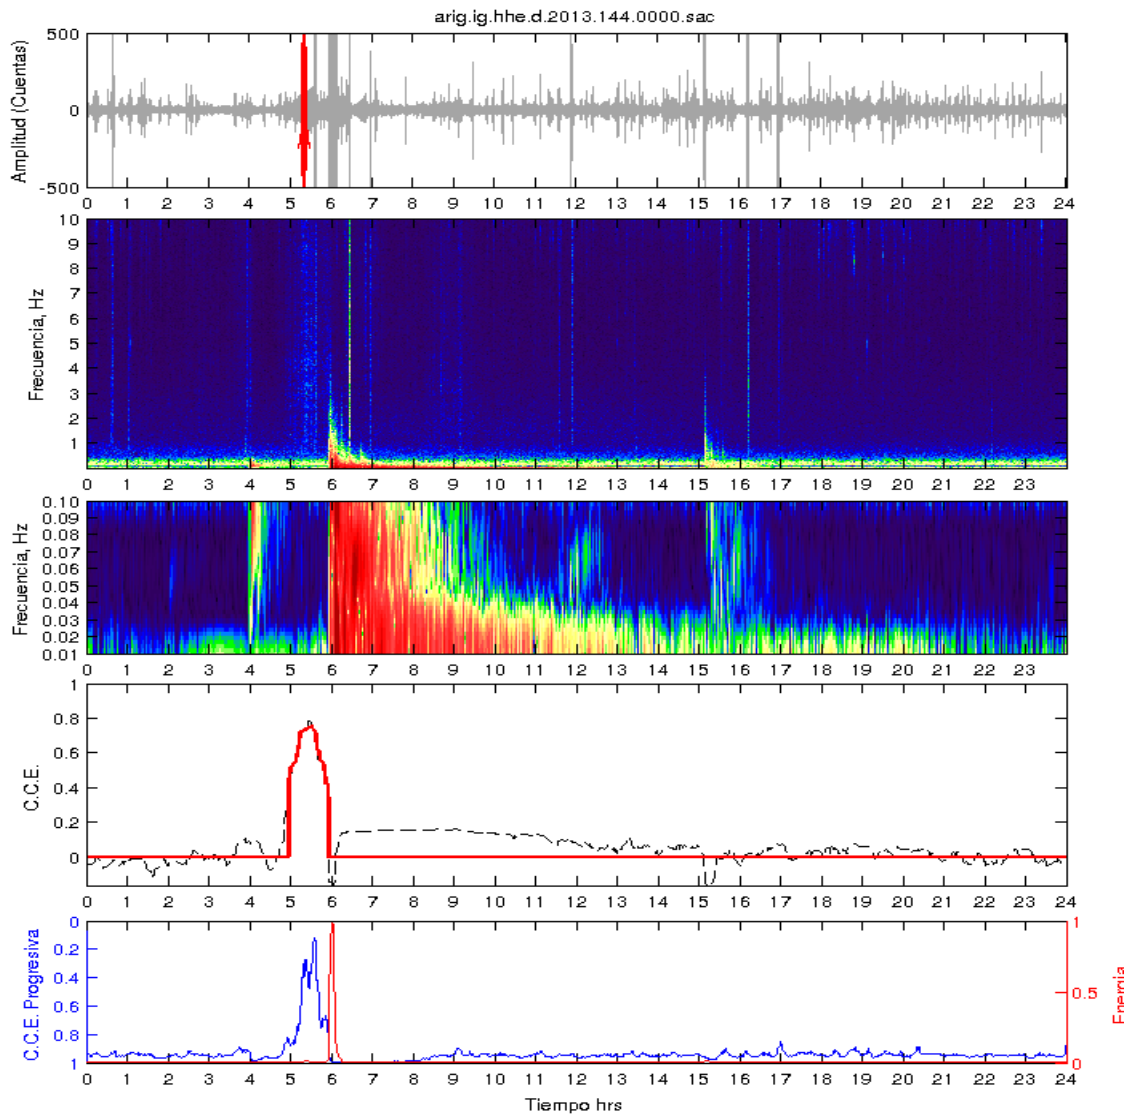 arig.ig.hhe.d.2013.144.0000.sac
Amplitud (Cuentas)
500
0
-500
0 1 2 3 4 5 6 7 8 9 10 11 12 13 14 15 16 17 18 19 20 21 22 23 24
Frecuencia, Hz
10
9
8
7
6
5
4
3
2
1
0 1 2 3 4 5 6 7 8 9 10 11 12 13 14 15 16 17 18 19 20 21 22 23
Frecuencia, Hz
0.10
0.09
0.08
0.07
0.06
0.05
0.04
0.03
0.02
0.01
0 1 2 3 4 5 6 7 8 9 10 11 12 13 14 15 16 17 18 19 20 21 22 23
C.C.E.
1
0.8
0.6
0.4
0.2
0
0 1 2 3 4 5 6 7 8 9 10 11 12 13 14 15 16 17 18 19 20 21 22 23 24
C.C.E. Progresiva
0
0.2
0.4
0.6
0.8
1
1
0.5
0
Energia
0 1 2 3 4 5 6 7 8 9 10 11 12 13 14 15 16 17 18 19 20 21 22 23 24
Tiempo hrs